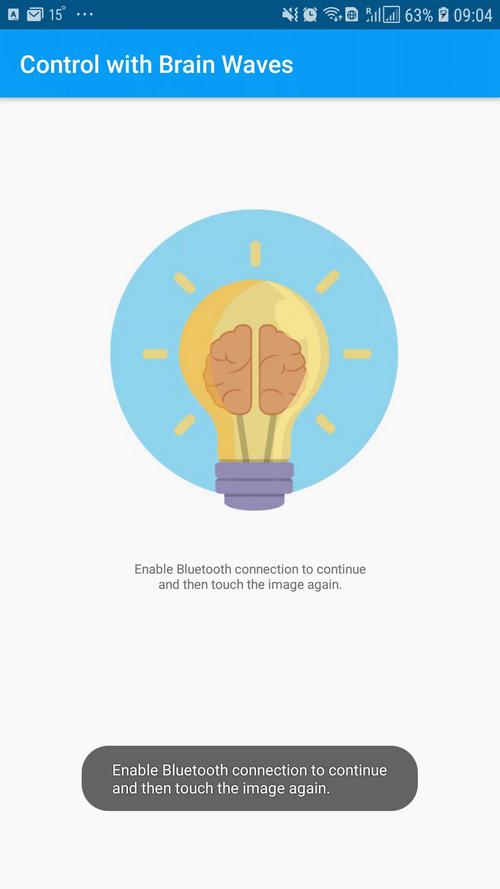 A 15° ... R 63% 09:04
Control with Brain Waves
Enable Bluetooth connection to continue
and then touch the image again.
Enable Bluetooth connection to continue
and then touch the image again.